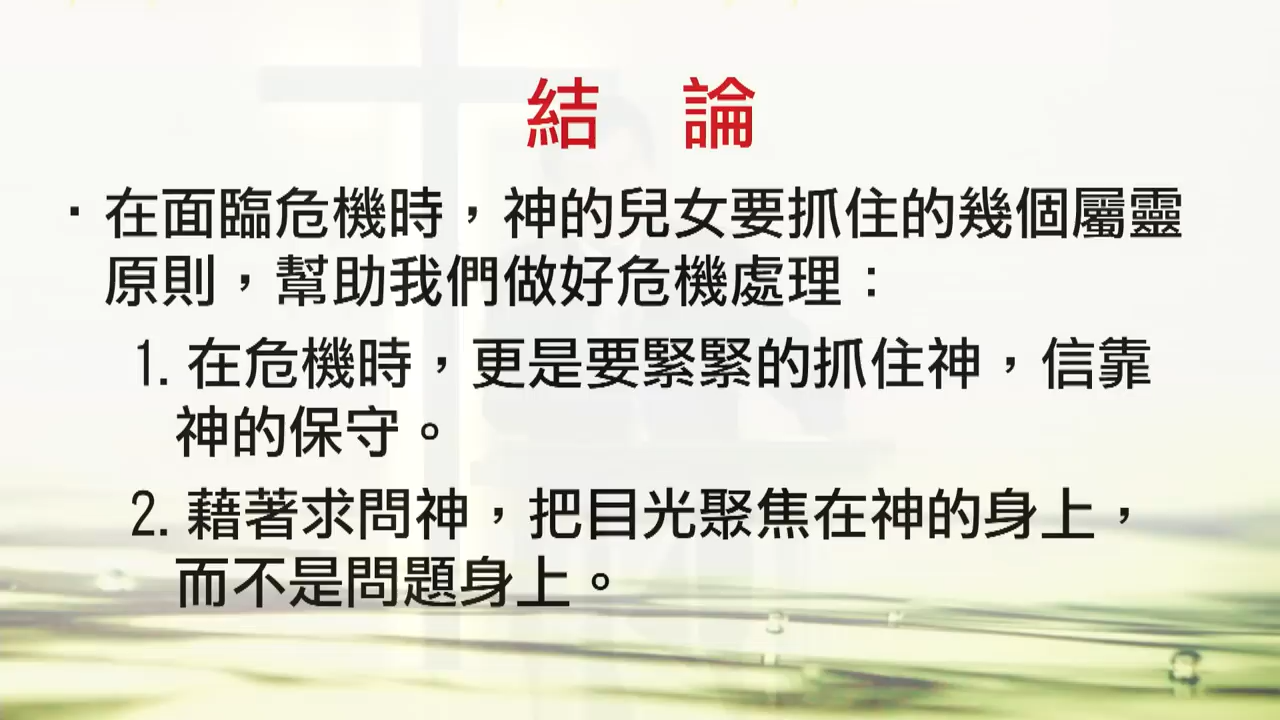 結 論
·在面臨危機時，神的兒女要抓住的幾個屬靈
原則，幫助我們做好危機處理：
1. 在危機時，更是要緊緊的抓住神，信靠
神的保守。
2. 藉著求問神，把目光聚焦在神的身上，
而不是問題身上。